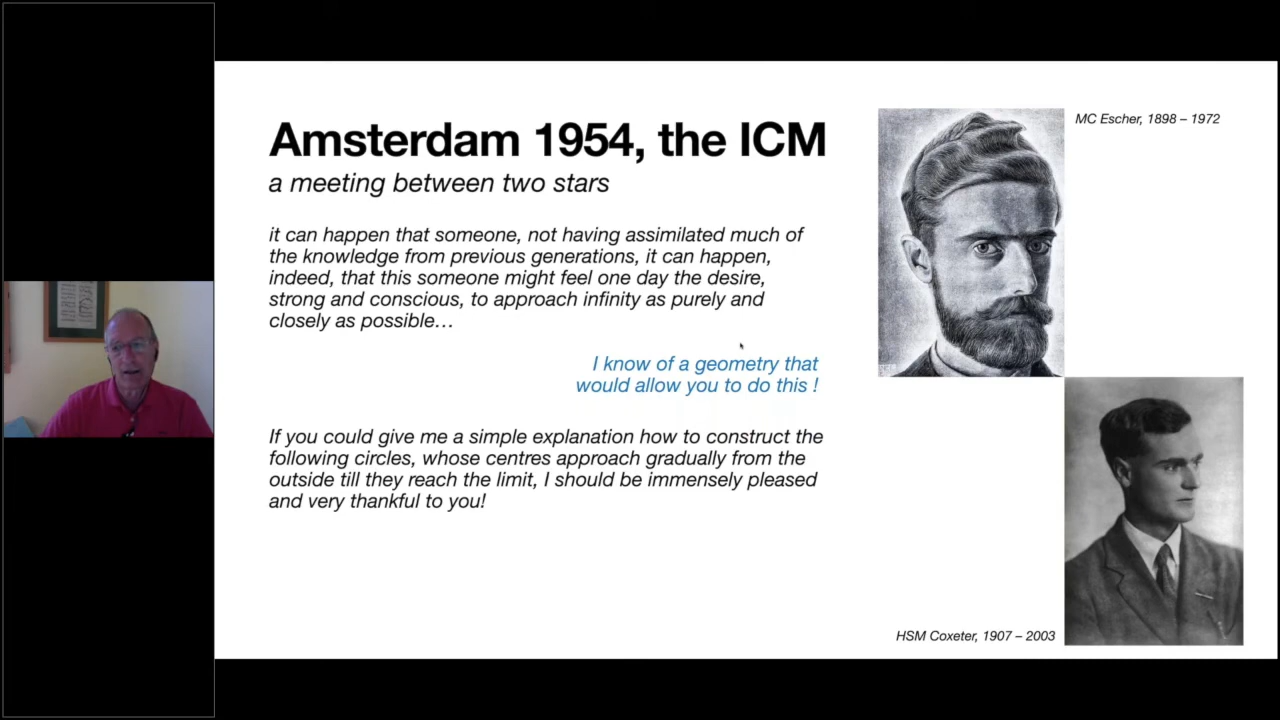 Amsterdam 1954, the ICM
a meeting between two stars
it can happen that someone, not having assimilated much of
the knowledge from previous generations, it can happen,
indeed, that this someone might feel one day the desire,
strong and conscious, to approach infinity as purely and
closely as possible…
I know of a geometry that
would allow you to do this !
If you could give me a simple explanation how to construct the
following circles, whose centres approach gradually from the
outside till they reach the limit, I should be immensely pleased
and very thankful to you!
MC Escher, 1898 – 1972
HSM Coxeter, 1907 – 2003